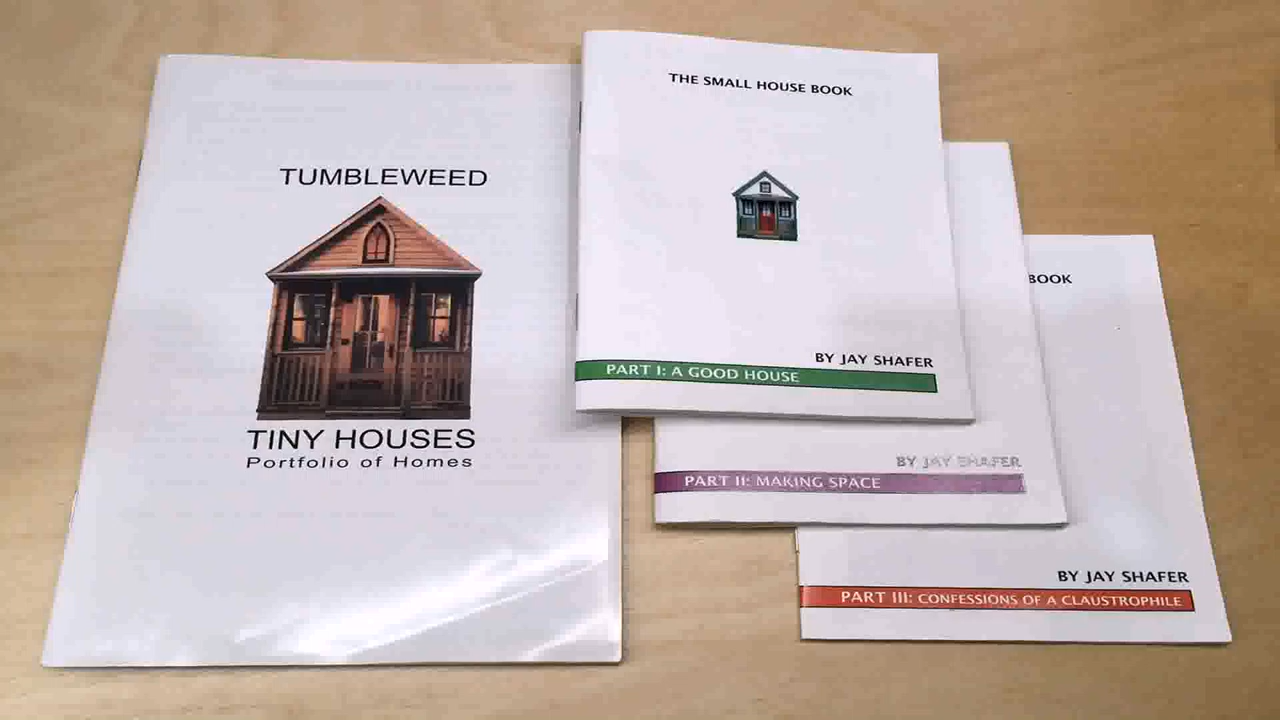 TUMBLEWEED
TINY HOUSES
Portfolio of Homes
THE SMALL HOUSE BOOK
BY JAY SHAFER
PART I: A GOOD HOUSE
BY JAY SHAFER
PART II: MAKING SPACE
BOOK
BY JAY SHAFER
PART III: CONFESSIONS OF A CLAUSTROPHILE